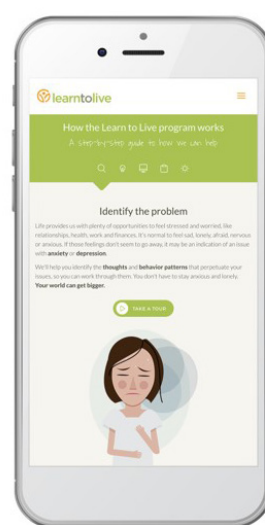 learntolive
How the Learn to Live program works
A step-by-step guide to how we can help
Identify the problem
Life provides us with plenty of opportunities to feel stressed and worried, like
relationships, health, work and finances. It's normal to feel sad, lonely, afraid, nervous
or anxious. If those feelings don't seem to go away, it may be an indication of an issue
with anxiety or depression.
We'll help you identify the thoughts and behavior patterns that perpetuate your
issues, so you can work through them. You don't have to stay anxious and lonely.
Your world can get bigger.
TAKE A TOUR